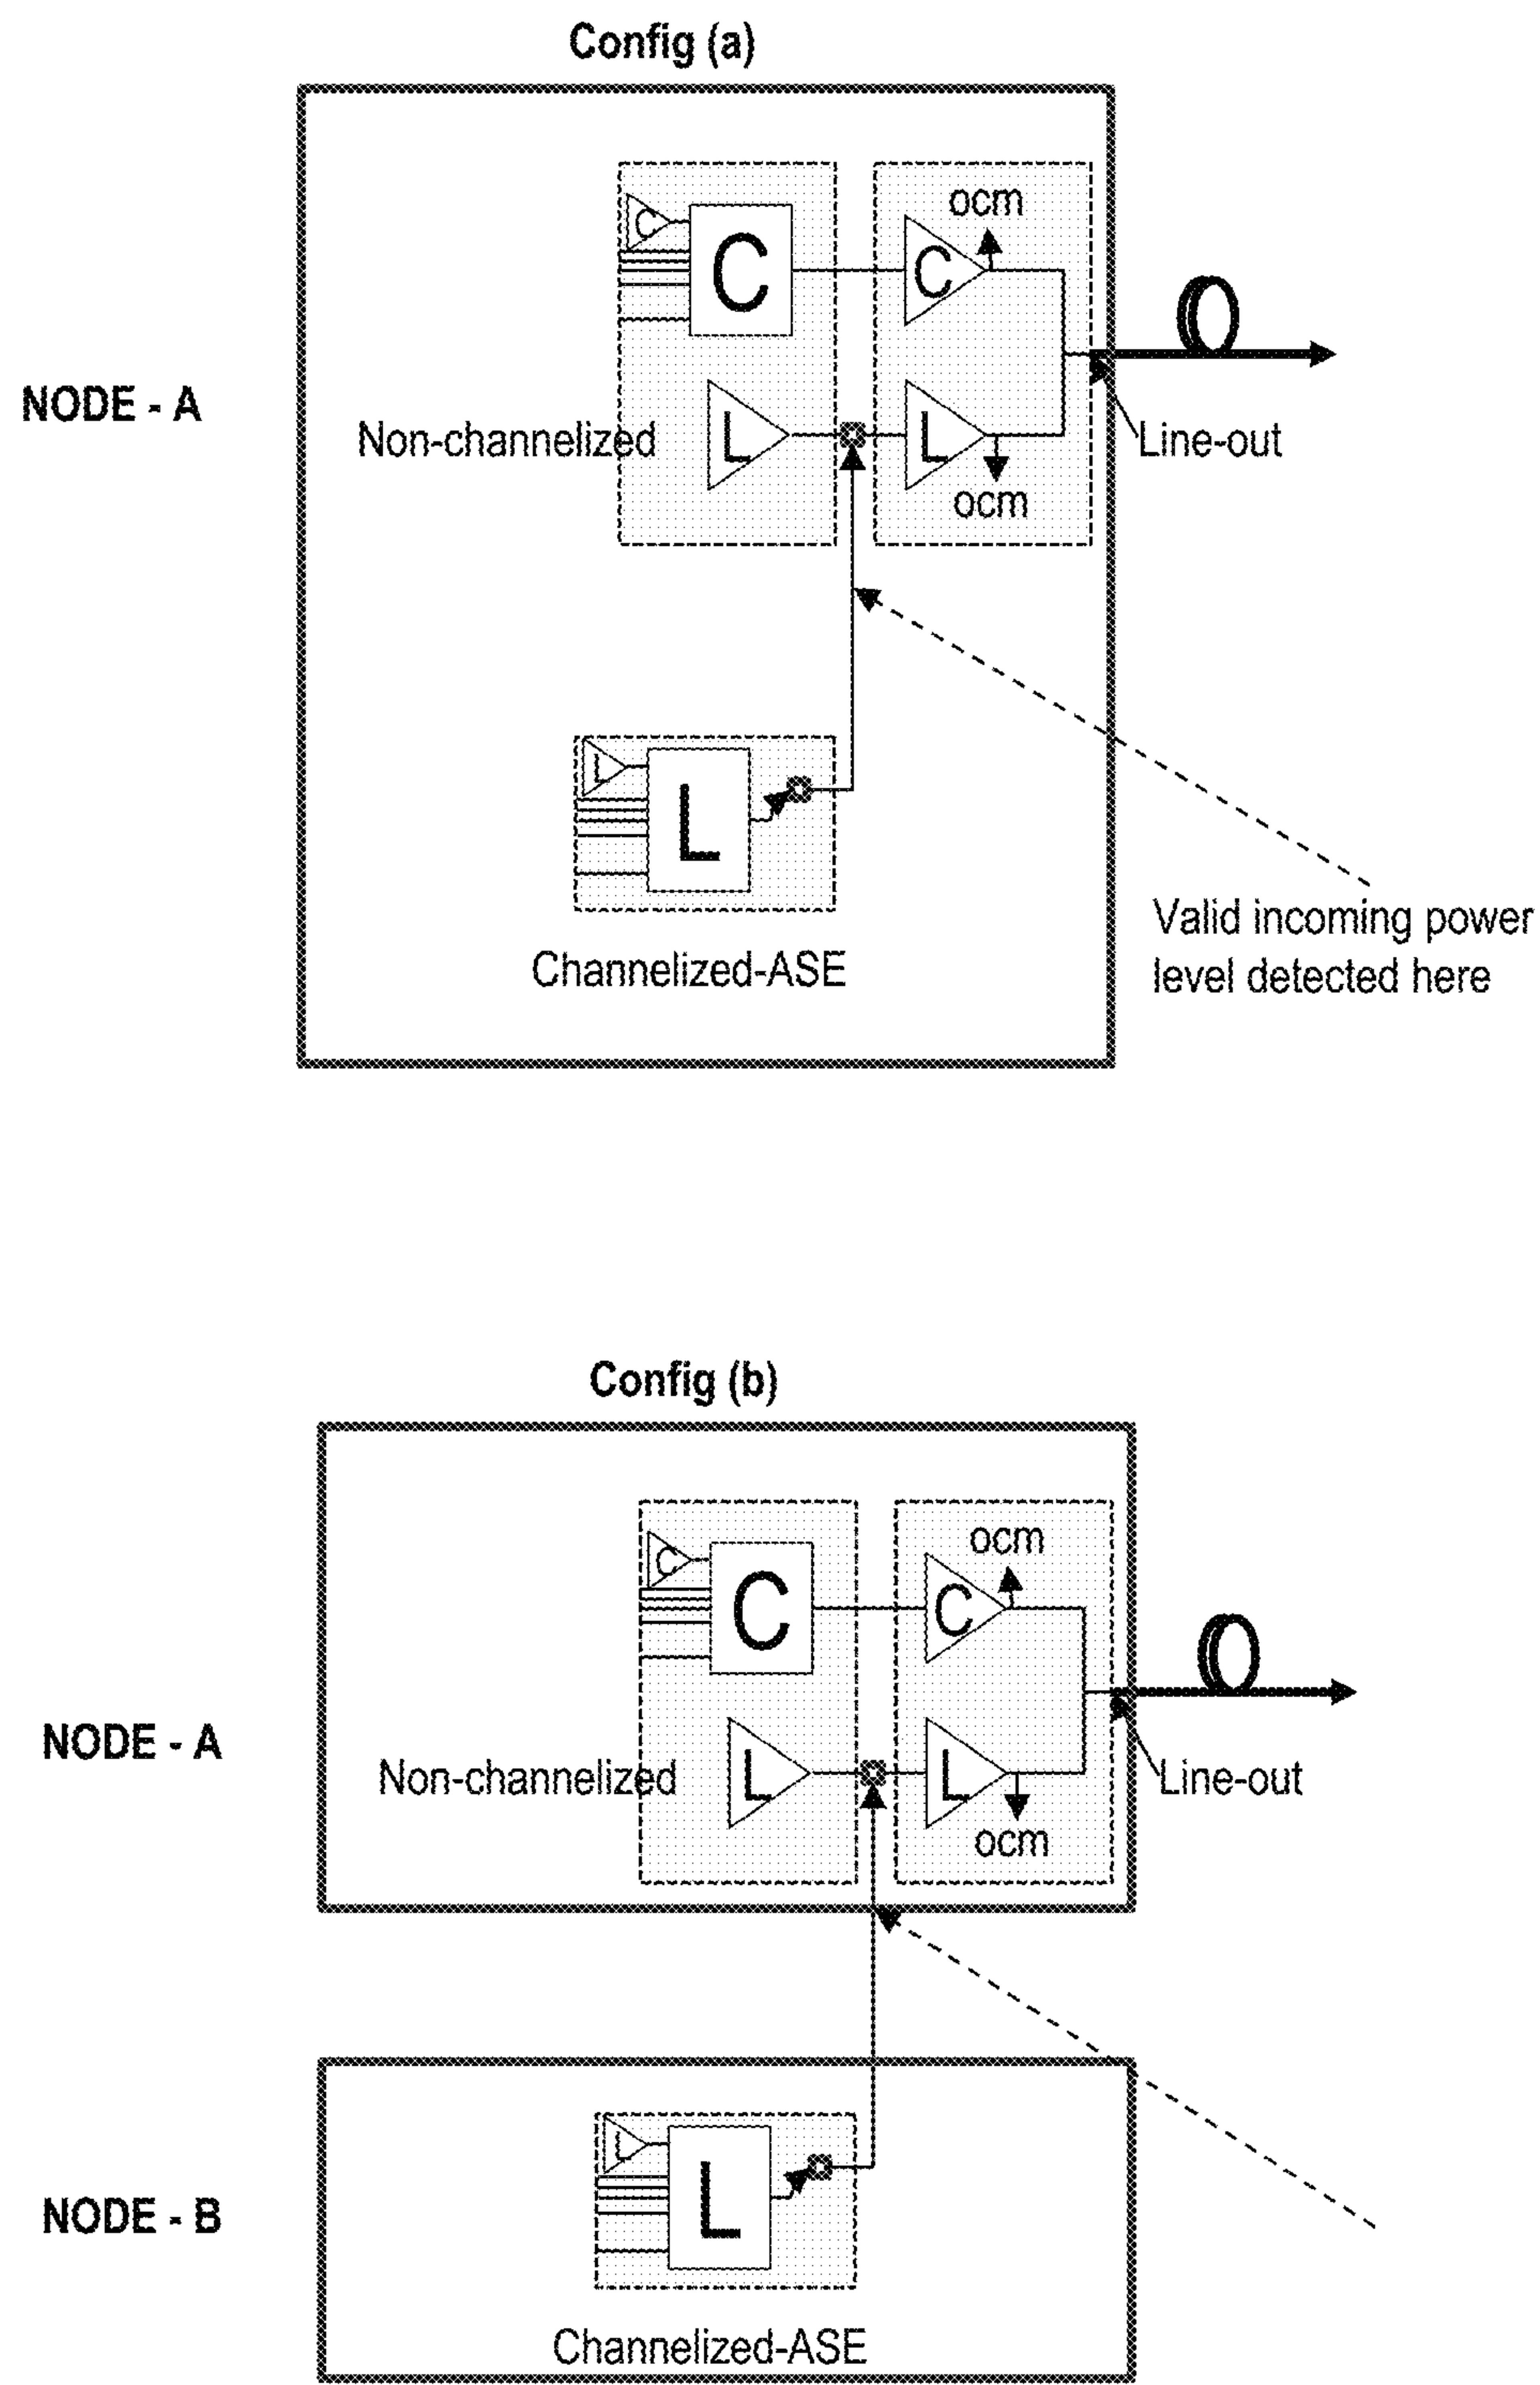 Config (a)
ocm
C
C
C
NODE - A
Non-channelized
L
L
Line-out
ocm
L
L
Valid incoming power
level detected here
Channelized-ASE
Config (b)
ocm
C
C
C
NODE - A
Non-channelized
L
L
Line-out
ocm
L
L
NODE - B
Channelized-ASE